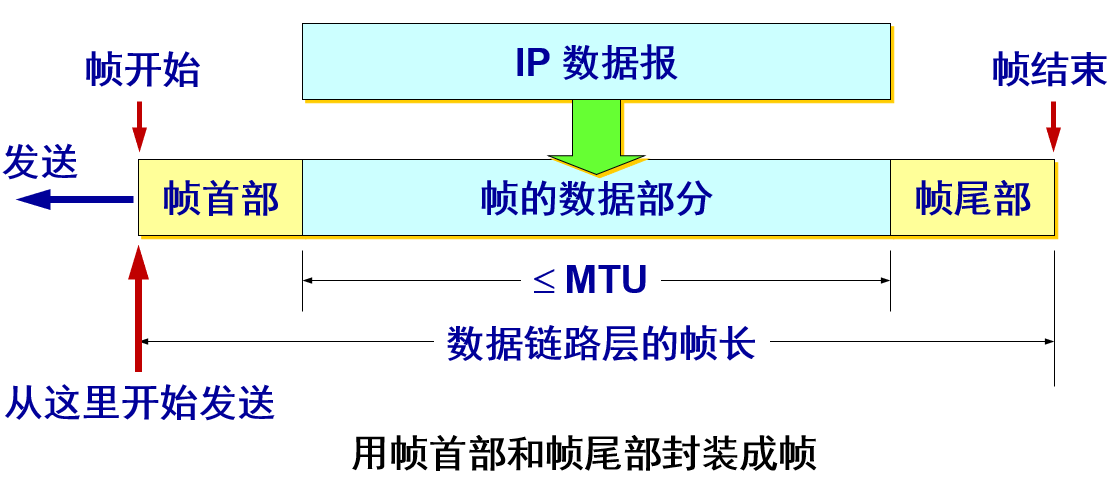 IP 数据报
帧开始
帧结束
发送
帧首部
帧的数据部分
帧尾部
≤ MTU
数据链路层的帧长
从这里开始发送
用帧首部和帧尾部封装成帧